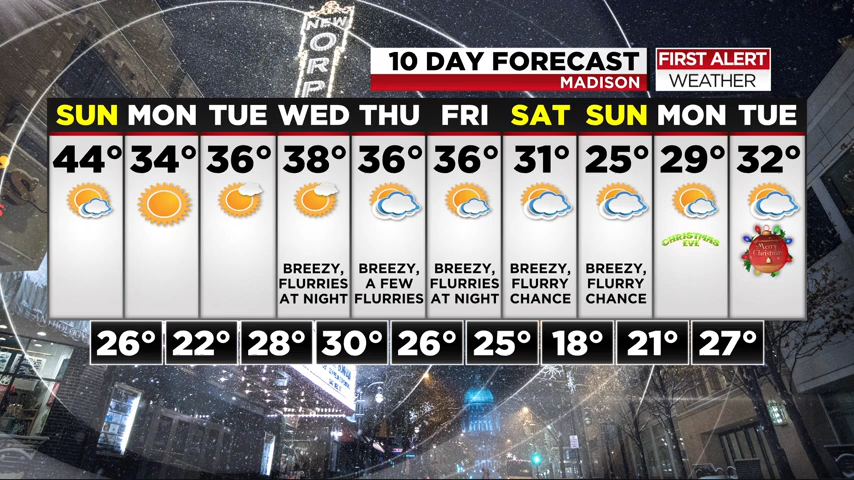 NEW
ORP
10 DAY FORECAST
MADISON
FIRST ALERT
WEATHER
SUN MON TUE WED THU FRI SAT SUN MON TUE
44° 34° 36° 38° 36° 36° 31° 25° 29° 32°
CHRISTMAS
EVE
Merry
Christmas
BREEZY,
FLURRIES
AT NIGHT
BREEZY,
A FEW
FLURRIES
BREEZY,
FLURRIES
AT NIGHT
BREEZY,
FLURRY
CHANCE
BREEZY,
FLURRY
CHANCE
26° 22° 28° 30° 26° 25° 18° 21° 27°